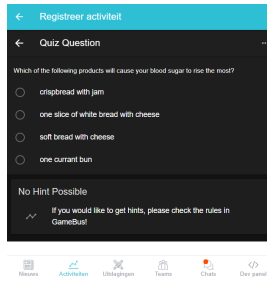 Registreer activiteit
Quiz Question
Which of the following products will cause your blood sugar to rise the most?
crispbread with jam
one slice of white bread with cheese
soft bread with cheese
one currant bun
No Hint Possible
If you would like to get hints, please check the rules in
GameBus!
Nieuws Activiteiten Uitdagingen Teams Chats Dev panel